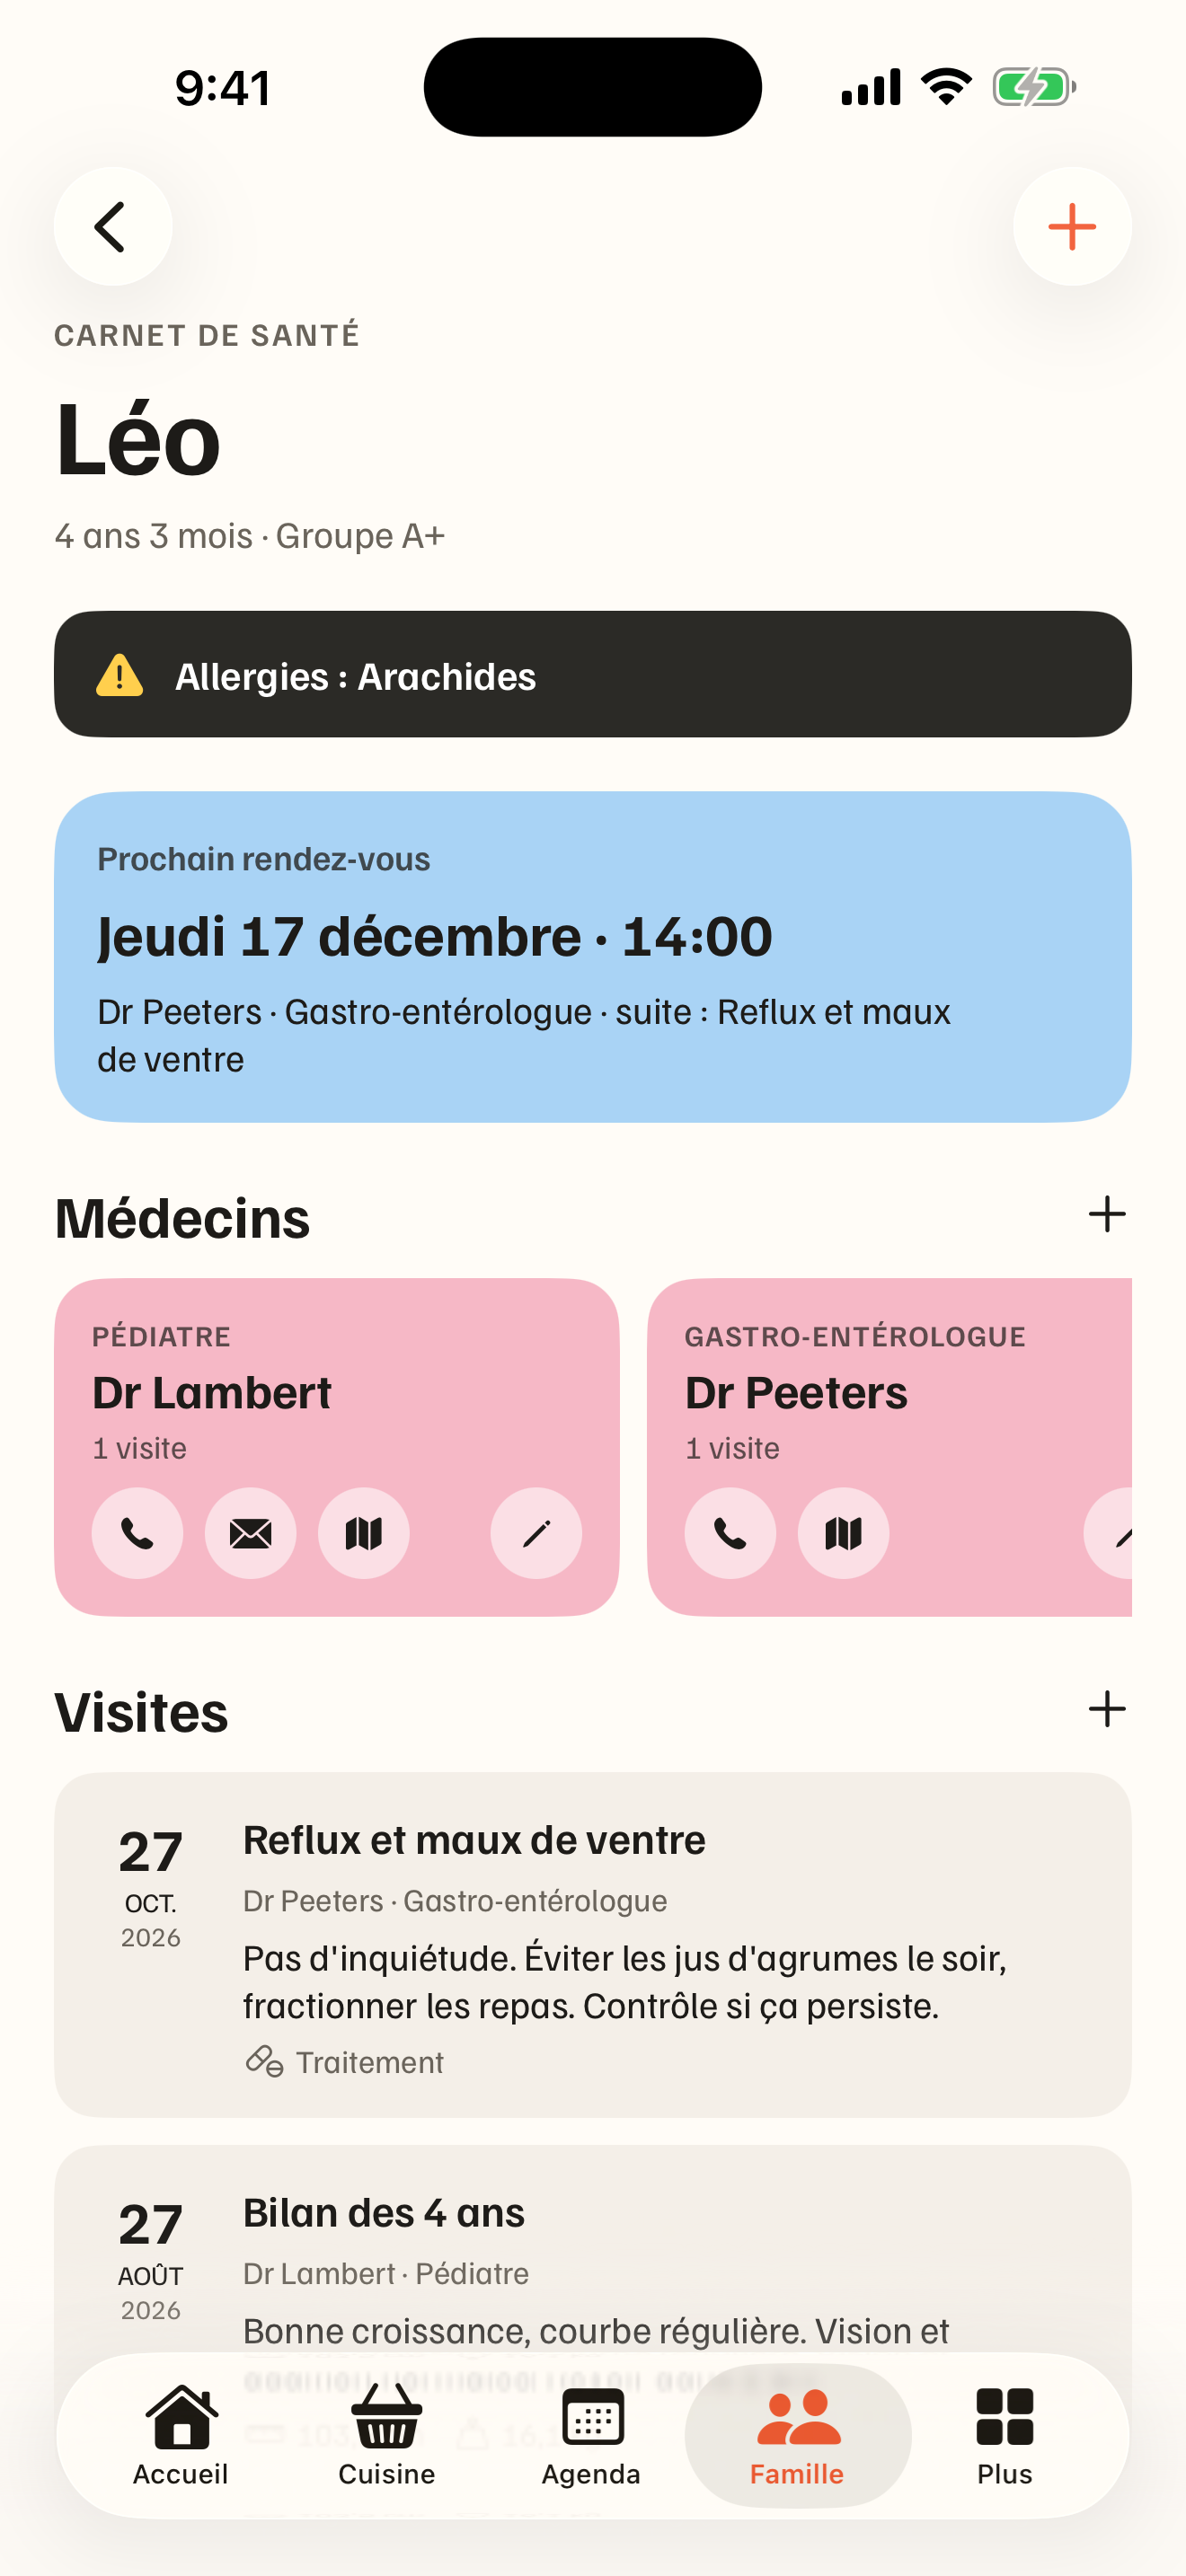 9:41
CARNET DE SANTÉ
Léo
4 ans 3 mois · Groupe A+
Allergies : Arachides
Prochain rendez-vous
Jeudi 17 décembre · 14:00
Dr Peeters · Gastro-entérologue · suite : Reflux et maux
de ventre
Médecins
PÉDIATRE
Dr Lambert
1 visite
GASTRO-ENTÉROLOGUE
Dr Peeters
1 visite
Visites
27
OCT.
2026
Reflux et maux de ventre
Dr Peeters · Gastro-entérologue
Pas d'inquiétude. Éviter les jus d'agrumes le soir,
fractionner les repas. Contrôle si ça persiste.
Traitement
27
AOÛT
2026
Bilan des 4 ans
Dr Lambert · Pédiatre
Bonne croissance, courbe régulière. Vision et
Accueil
Cuisine
Agenda
Famille
Plus